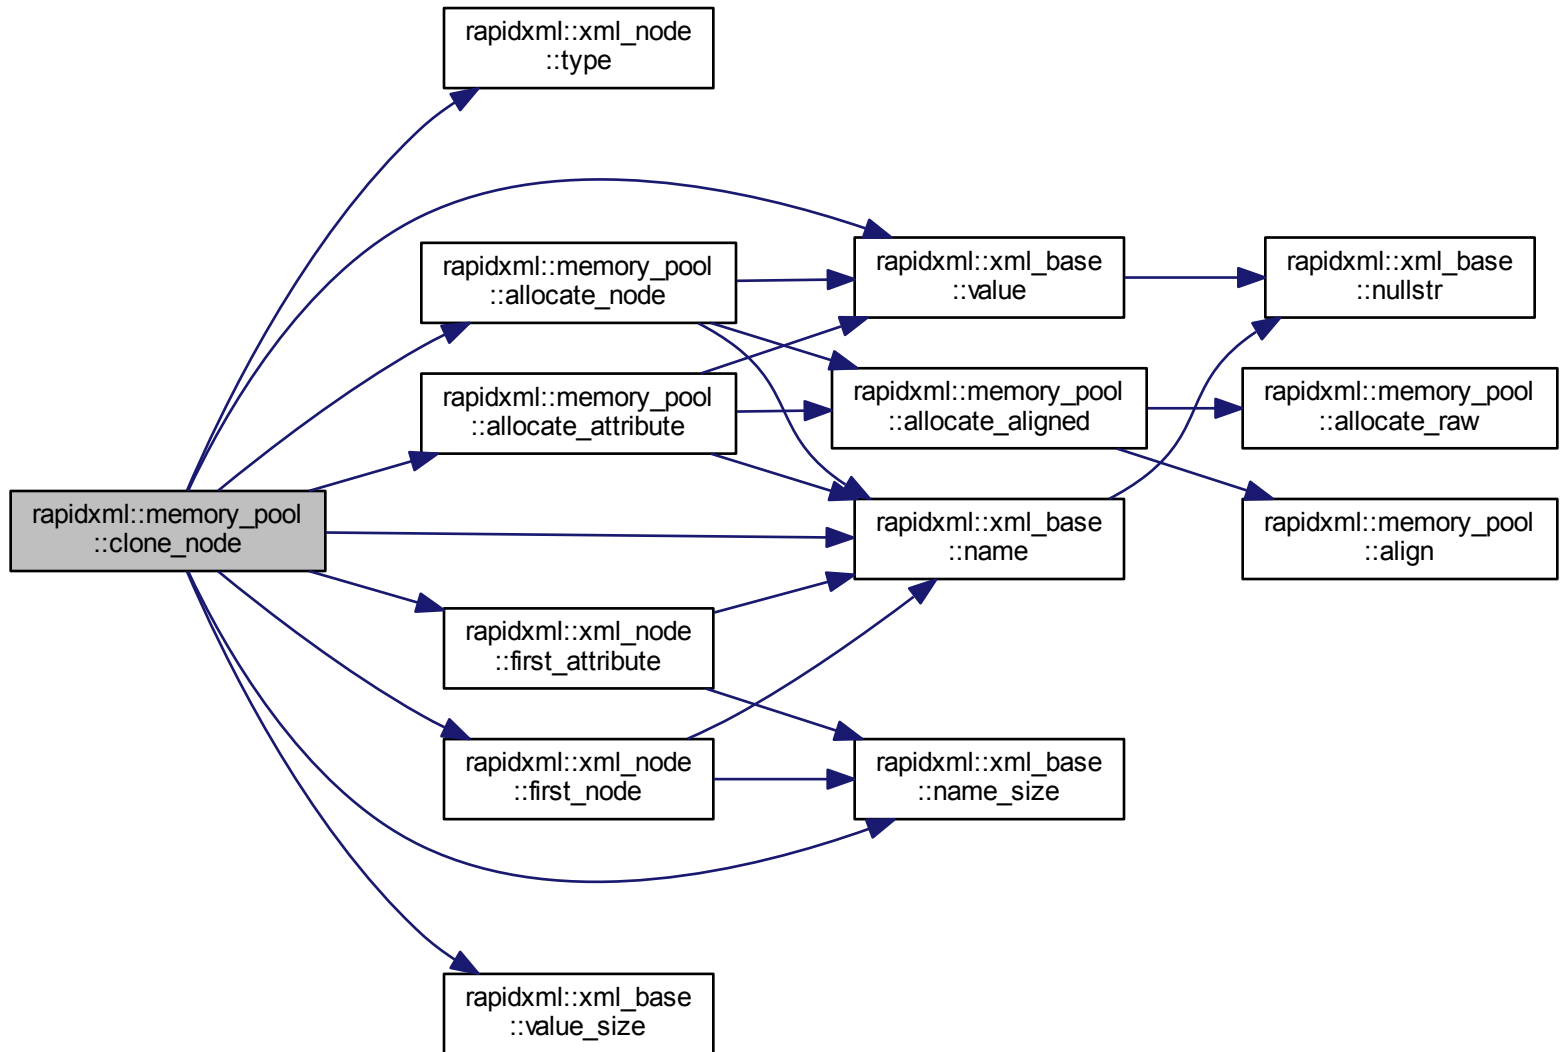 rapidxml::xml_node
::type
rapidxml::memory_pool
::allocate_node
rapidxml::xml_base
::value
rapidxml::xml_base
::nullstr
rapidxml::memory_pool
::allocate_attribute
rapidxml::memory_pool
::allocate_aligned
rapidxml::memory_pool
::allocate_raw
rapidxml::memory_pool
::clone_node
rapidxml::xml_base
::name
rapidxml::memory_pool
::align
rapidxml::xml_node
::first_attribute
rapidxml::xml_node
::first_node
rapidxml::xml_base
::name_size
rapidxml::xml_base
::value_size